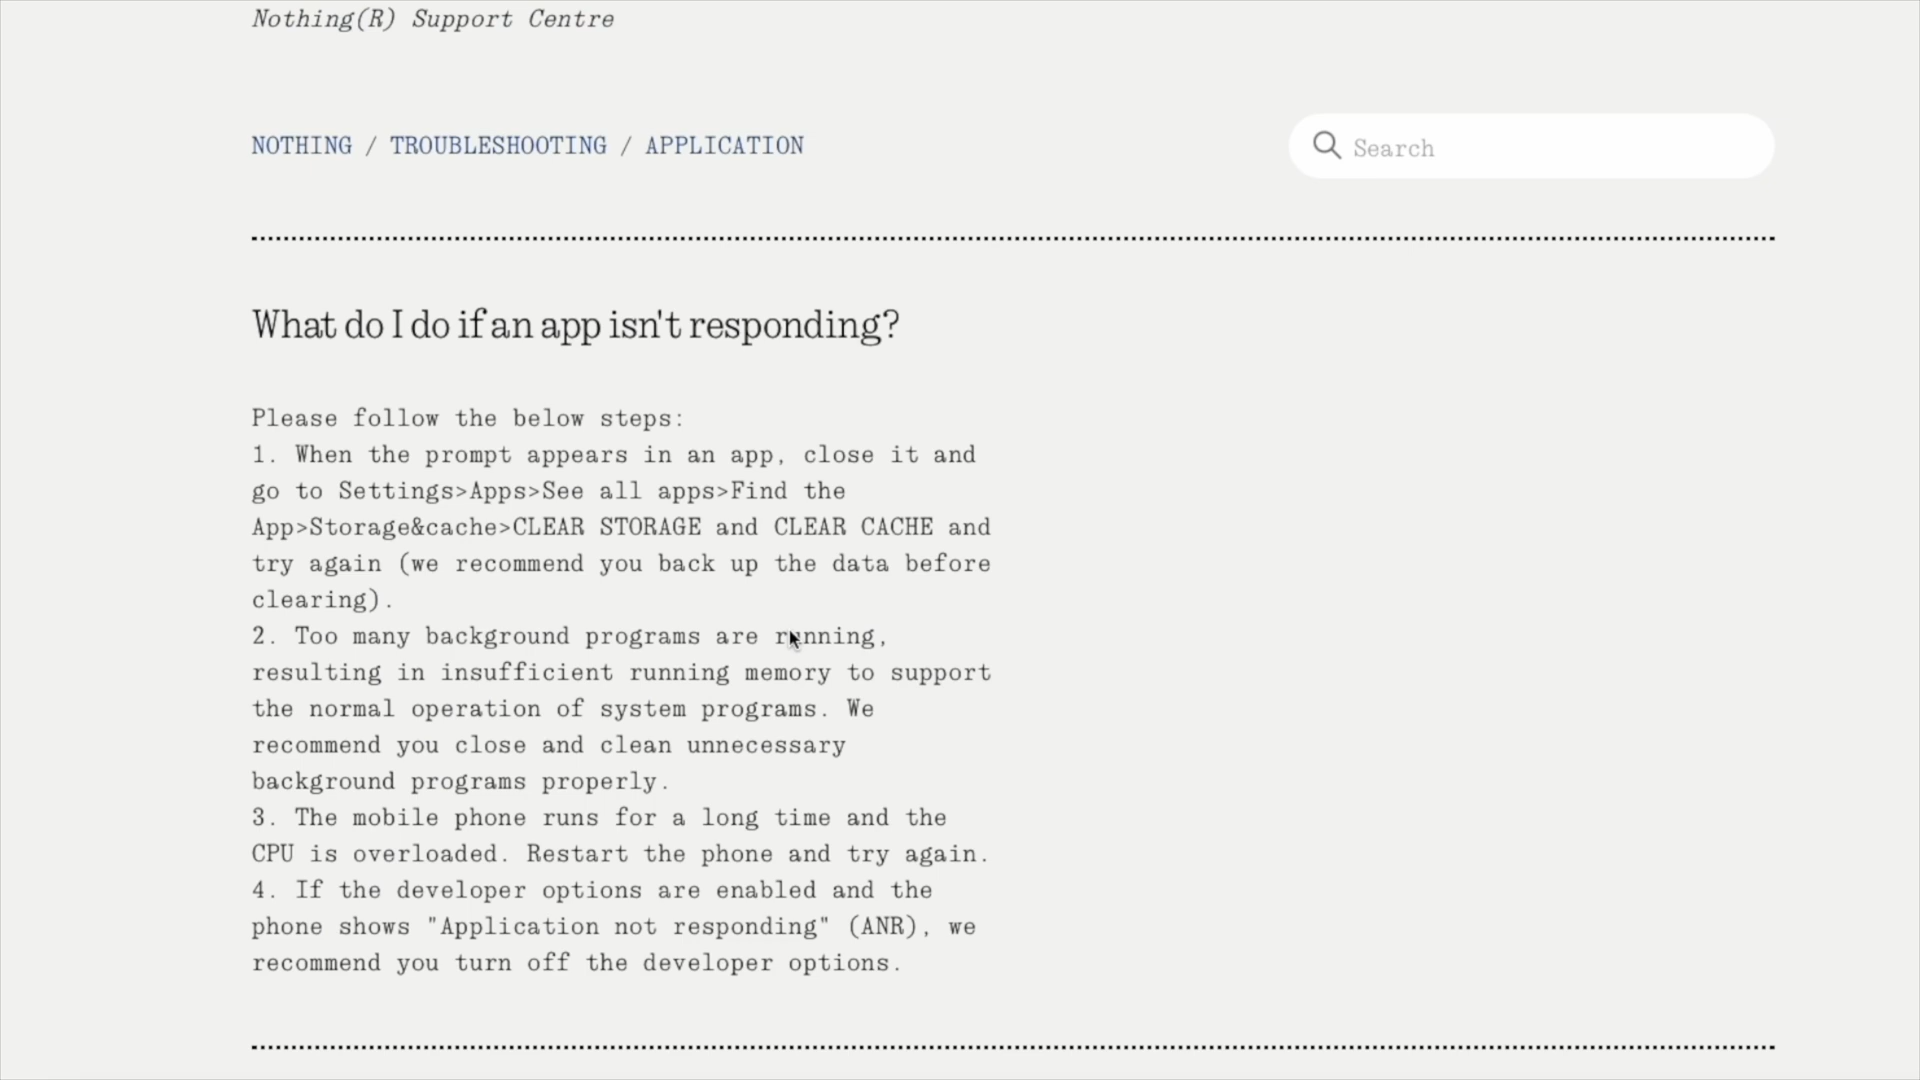 Nothing(R) Support Centre
NOTHING / TROUBLESHOOTING / APPLICATION
Search
What do I do if an app isn't responding?
Please follow the below steps:
1. When the prompt appears in an app, close it and
go to Settings>Apps>See all apps>Find the
App>Storage&cache>CLEAR STORAGE and CLEAR CACHE and
try again (we recommend you back up the data before
clearing).
2. Too many background programs are running,
resulting in insufficient running memory to support
the normal operation of system programs. We
recommend you close and clean unnecessary
background programs properly.
3. The mobile phone runs for a long time and the
CPU is overloaded. Restart the phone and try again.
4. If the developer options are enabled and the
phone shows "Application not responding" (ANR), we
recommend you turn off the developer options.